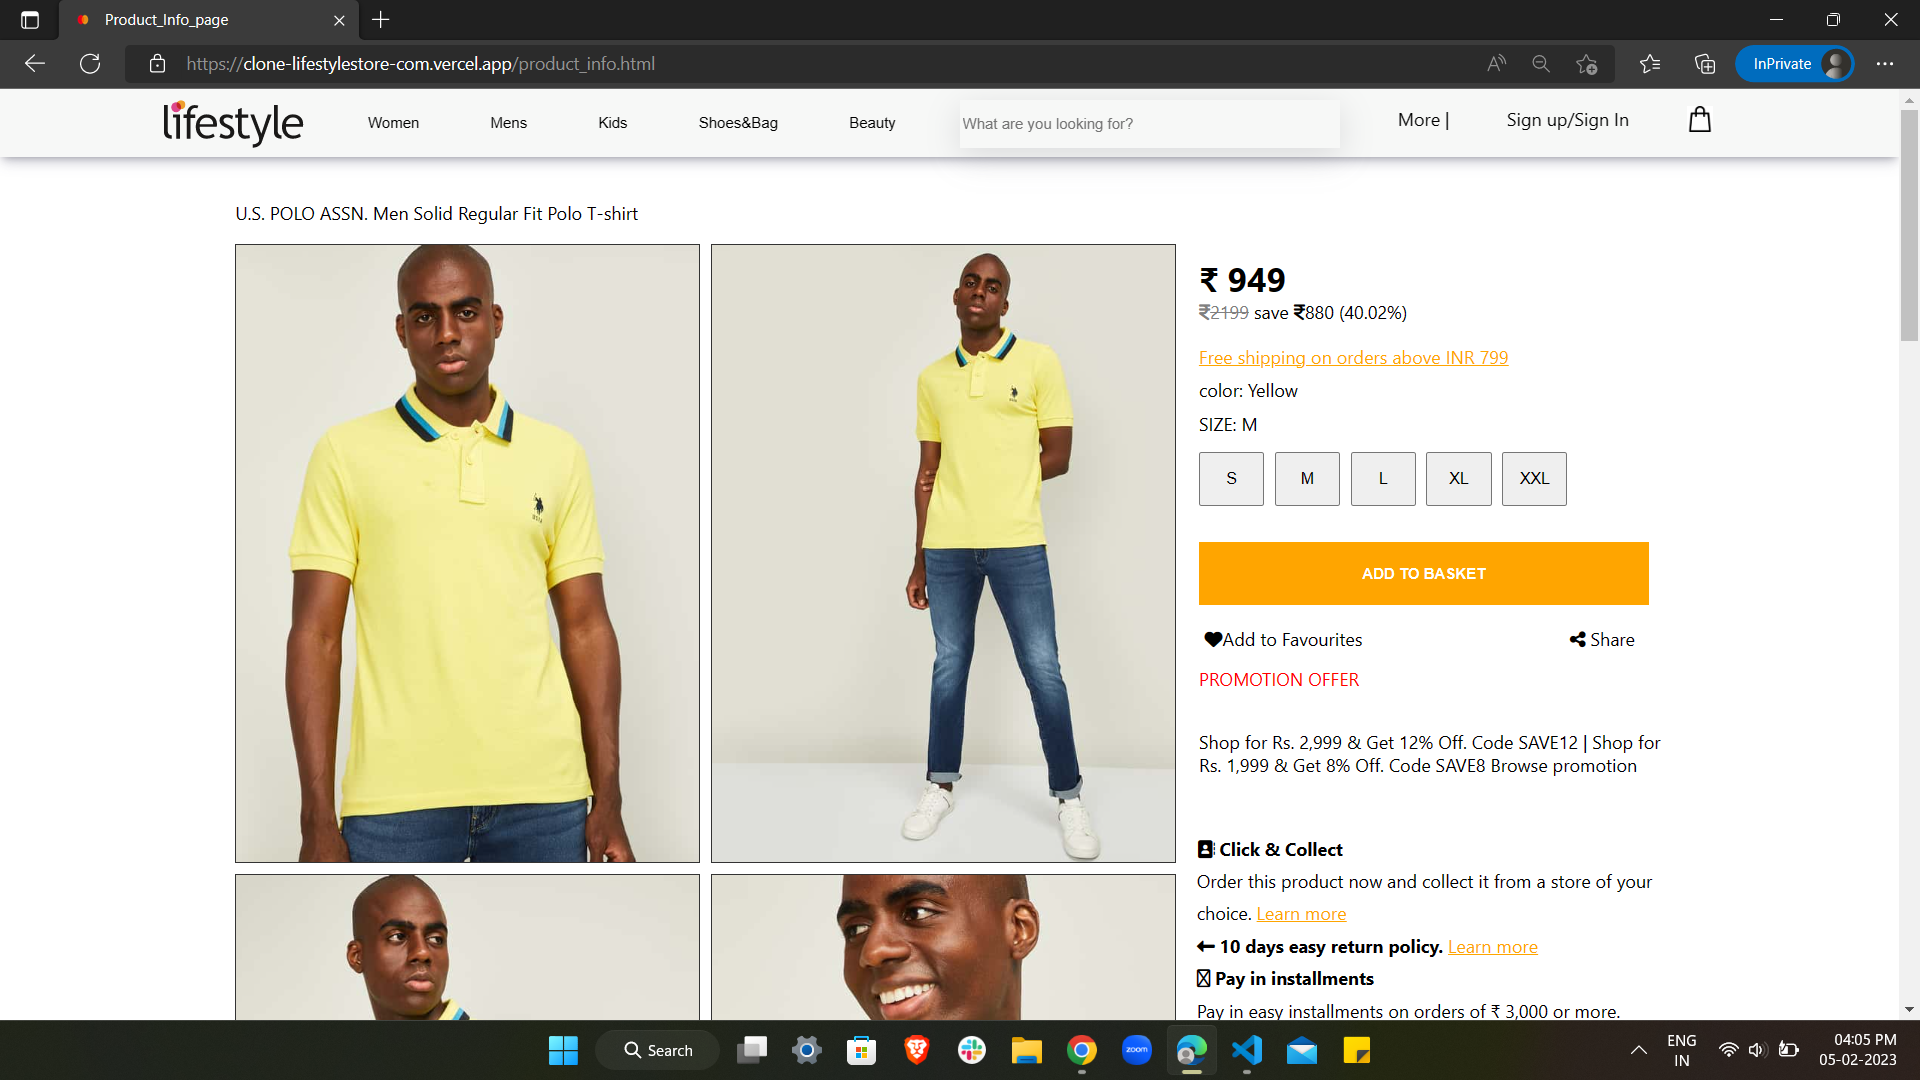 Product_Info_page
https://clone-lifestylestore-com.vercel.app/product_info.html
InPrivate
lifestyle
Women
Mens
Kids
Shoes&Bag
Beauty
What are you looking for?
More |
Sign up/Sign In
U.S. POLO ASSN. Men Solid Regular Fit Polo T-shirt
₹ 949
₹2199 save ₹880 (40.02%)
Free shipping on orders above INR 799
color: Yellow
SIZE: M
S
M
L
XL
XXL
ADD TO BASKET
Add to Favourites
Share
PROMOTION OFFER
Shop for Rs. 2,999 & Get 12% Off. Code SAVE12 | Shop for
Rs. 1,999 & Get 8% Off. Code SAVE8 Browse promotion
Click & Collect
Order this product now and collect it from a store of your
choice. Learn more
10 days easy return policy. Learn more
Pay in installments
Pay in easy installments on orders of ₹ 3,000 or more.
Search
zoom
ENG
IN
04:05 PM
05-02-2023